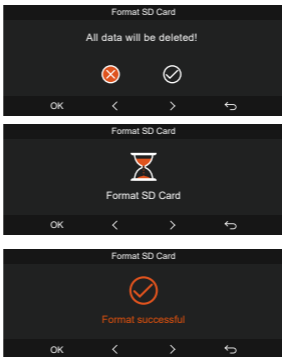 Format SD Card
All data will be deleted!
OK < >
Format SD Card
Format SD Card
OK < >
Format SD Card
Format successful
OK < >